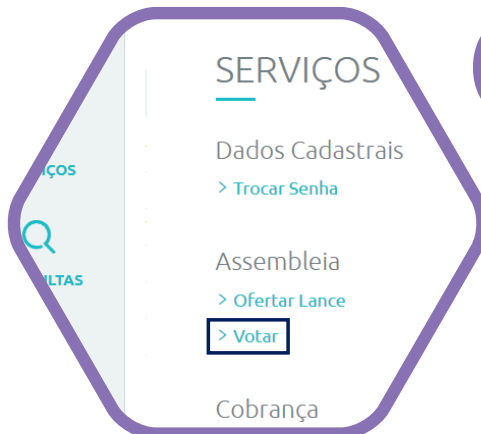 SERVIÇOS
Dados Cadastrais
> Trocar Senha
Assembleia
> Ofertar Lance
> Votar
Cobrança